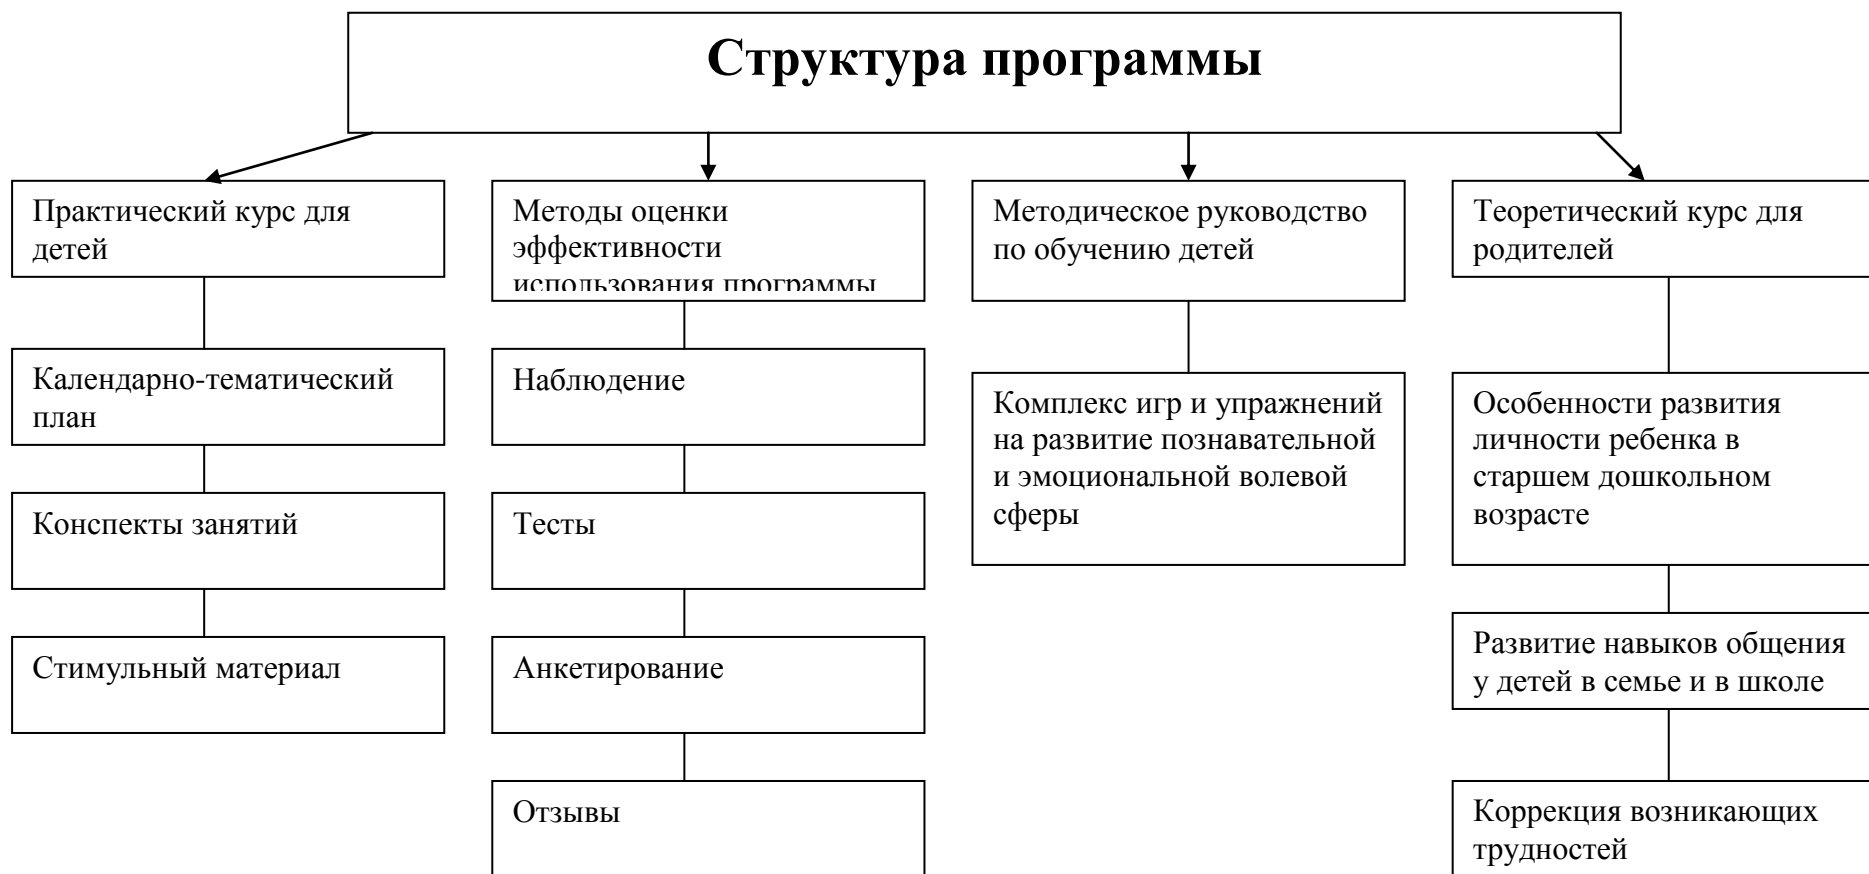 Структура программы
Практический курс для
детей
Календарно-тематический
план
Конспекты занятий
Стимульный материал
Методы оценки
эффективности
использования программы
Наблюдение
Тесты
Анкетирование
Отзывы
Методическое руководство
по обучению детей
Комплекс игр и упражнений
на развитие познавательной
и эмоциональной волевой
сферы
Теоретический курс для
родителей
Особенности развития
личности ребенка в
старшем дошкольном
возрасте
Развитие навыков общения
у детей в семье и в школе
Коррекция возникающих
трудностей